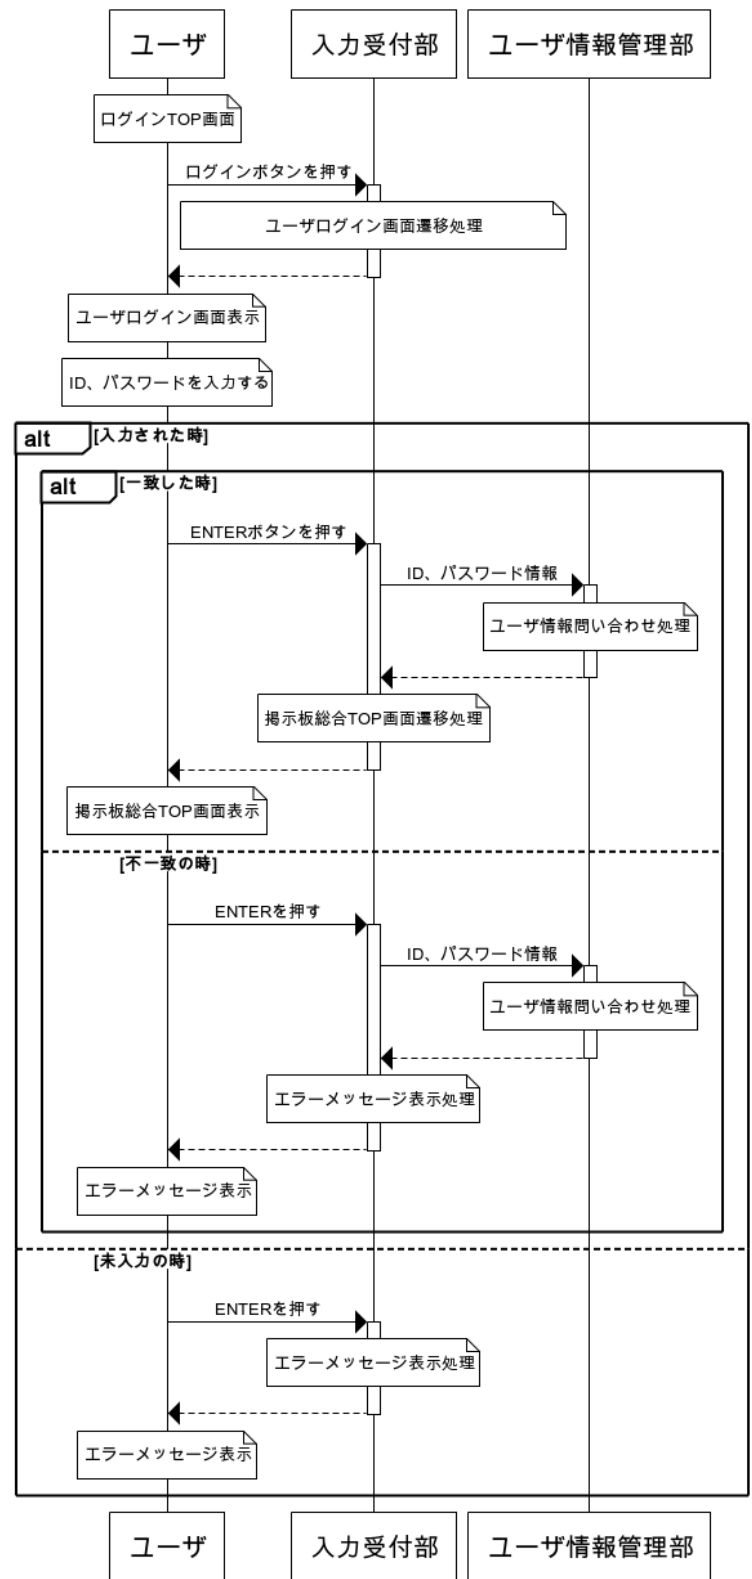 ユーザ
入力受付部
ユーザ情報管理部
ログインTOP画面
ログインボタンを押す
ユーザログイン画面遷移処理
ユーザログイン画面表示
ID、パスワードを入力する
alt
[入力された時]
alt
[一致した時]
ENTERボタンを押す
ID、パスワード情報
ユーザ情報問い合わせ処理
掲示板総合TOP画面遷移処理
掲示板総合TOP画面表示
[不一致の時]
ENTERを押す
ID、パスワード情報
ユーザ情報問い合わせ処理
エラーメッセージ表示処理
エラーメッセージ表示
[未入力の時]
ENTERを押す
エラーメッセージ表示処理
エラーメッセージ表示
ユーザ
入力受付部
ユーザ情報管理部